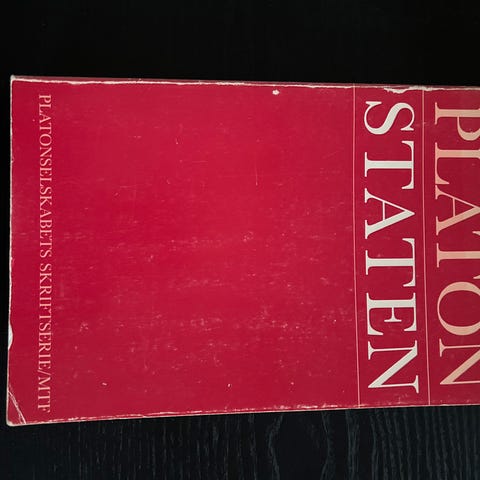 PLATON
STATEN
PLATONSELSKABETS SKRIFTSERIE/MTF